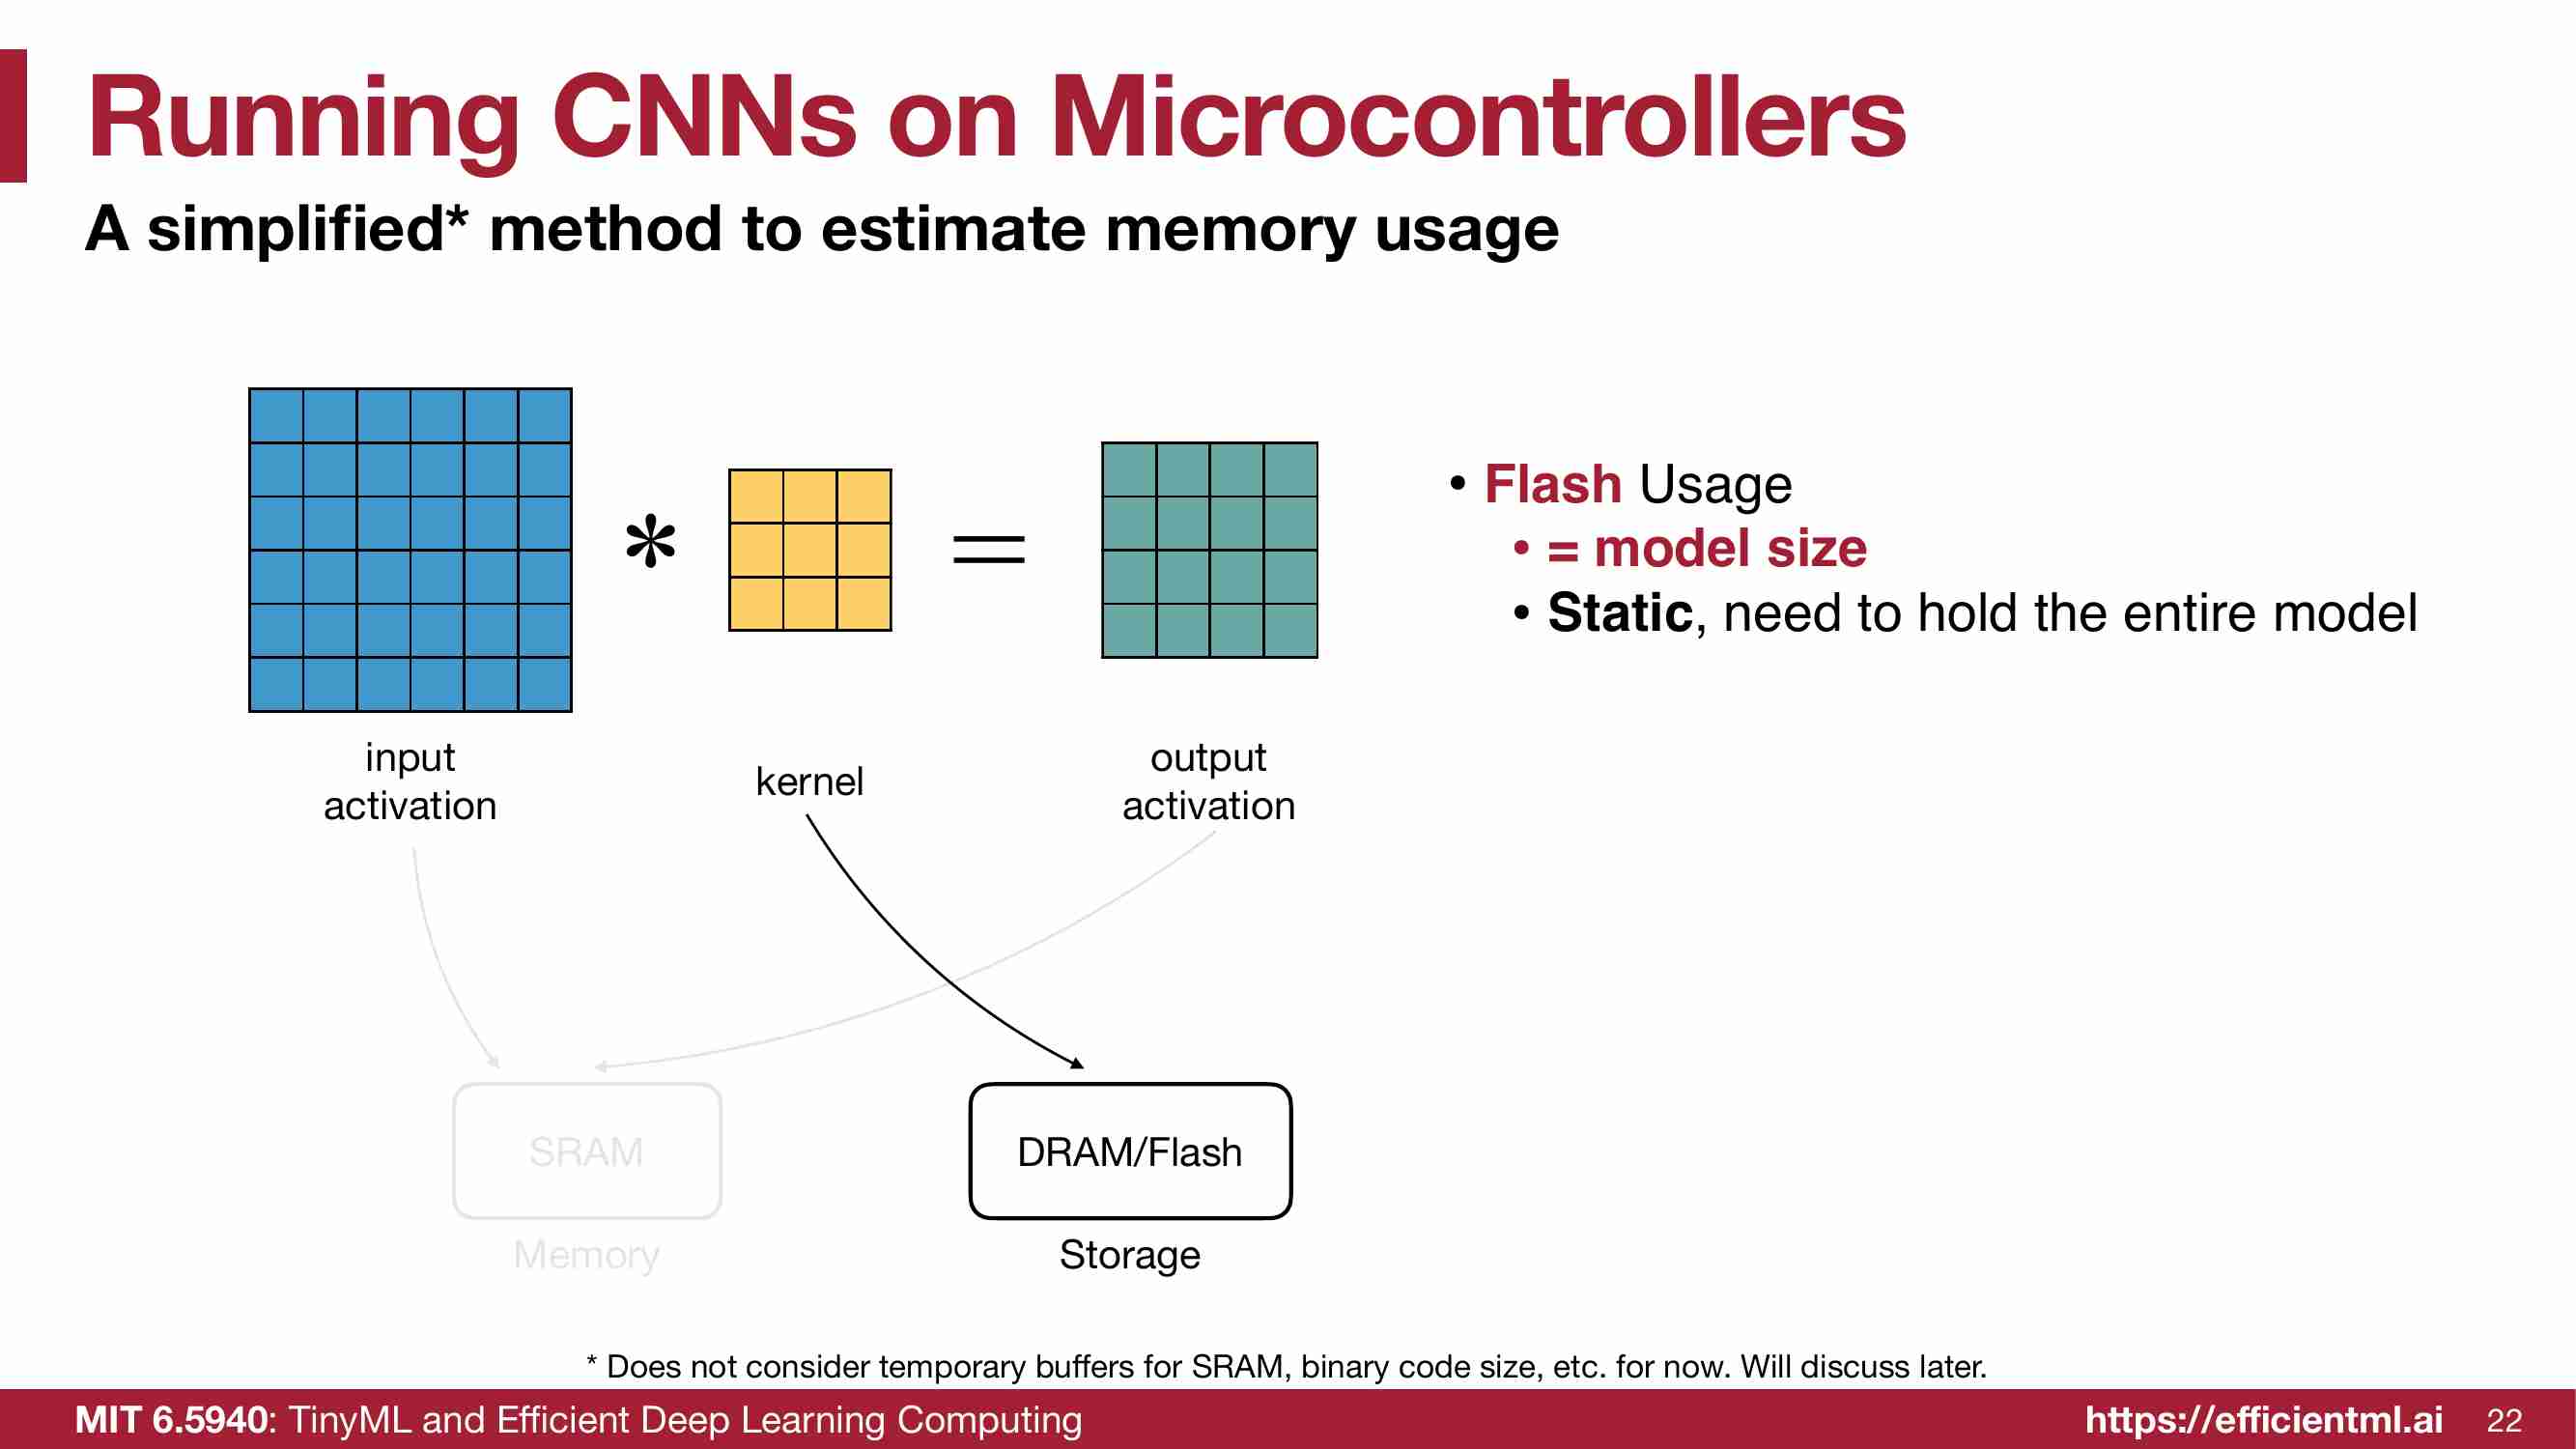 Running CNNs on Microcontrollers
A simplified* method to estimate memory usage
*
=
• Flash Usage
• = model size
• Static, need to hold the entire model
input
activation
kernel
output
activation
SRAM
DRAM/Flash
Memory
Storage
* Does not consider temporary buffers for SRAM, binary code size, etc. for now. Will discuss later.
MIT 6.5940: TinyML and Efficient Deep Learning Computing
https://efficientml.ai
22